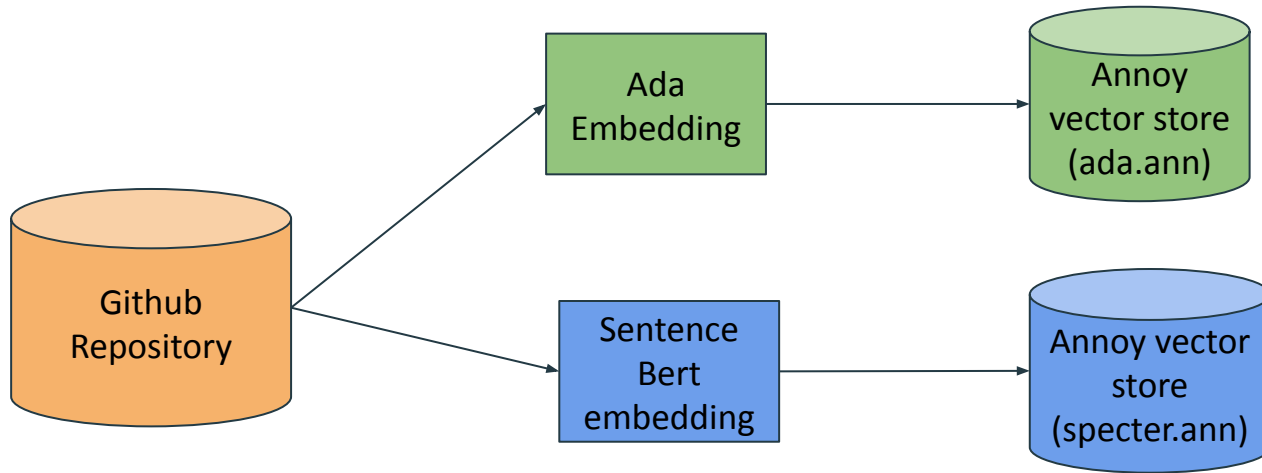 Ada
Embedding
Annoy
vector store
(ada.ann)
Github
Repository
Sentence
Bert
embedding
Annoy vector
store
(specter.ann)